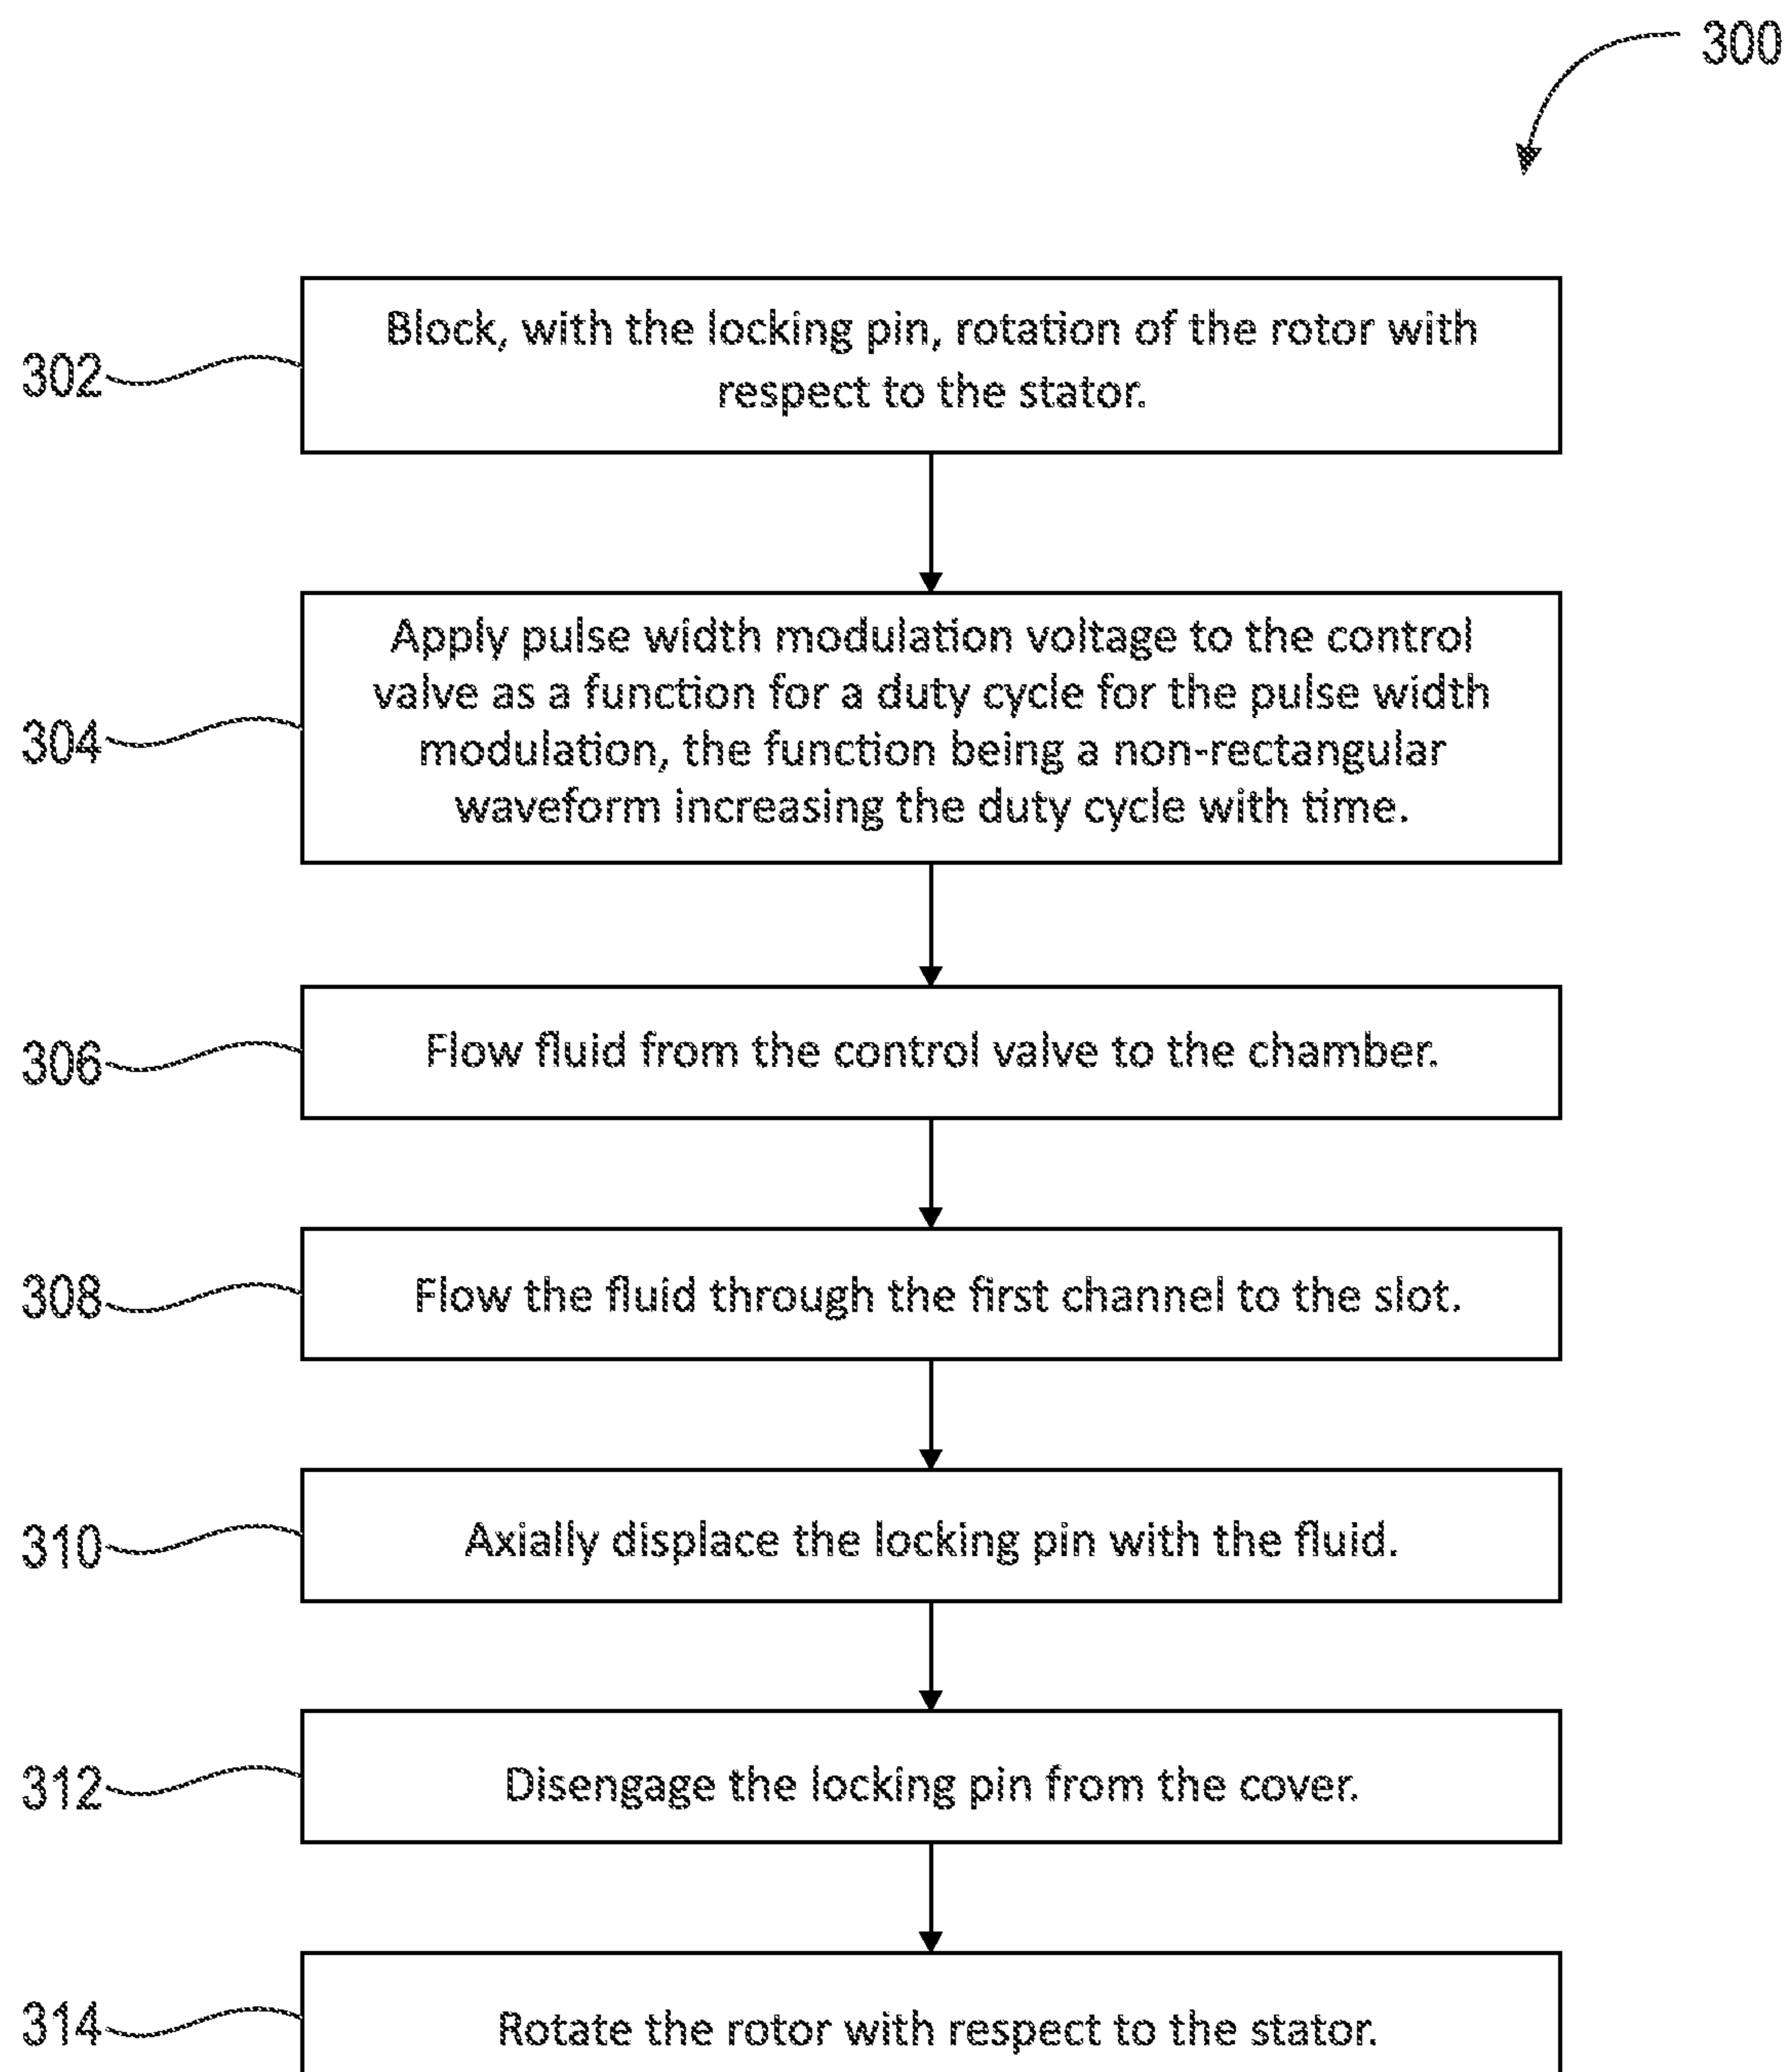 300
302
Block, with the locking pin, rotation of the rotor with
respect to the stator.
304
Apply pulse width modulation voltage to the control
valve as a function for a duty cycle for the pulse width
modulation, the function being a non-rectangular
waveform increasing the duty cycle with time.
306
Flow fluid from the control valve to the chamber.
308
Flow the fluid through the first channel to the slot.
310
Axially displace the locking pin with the fluid.
312
Disengage the locking pin from the cover.
314
Rotate the rotor with respect to the stator.